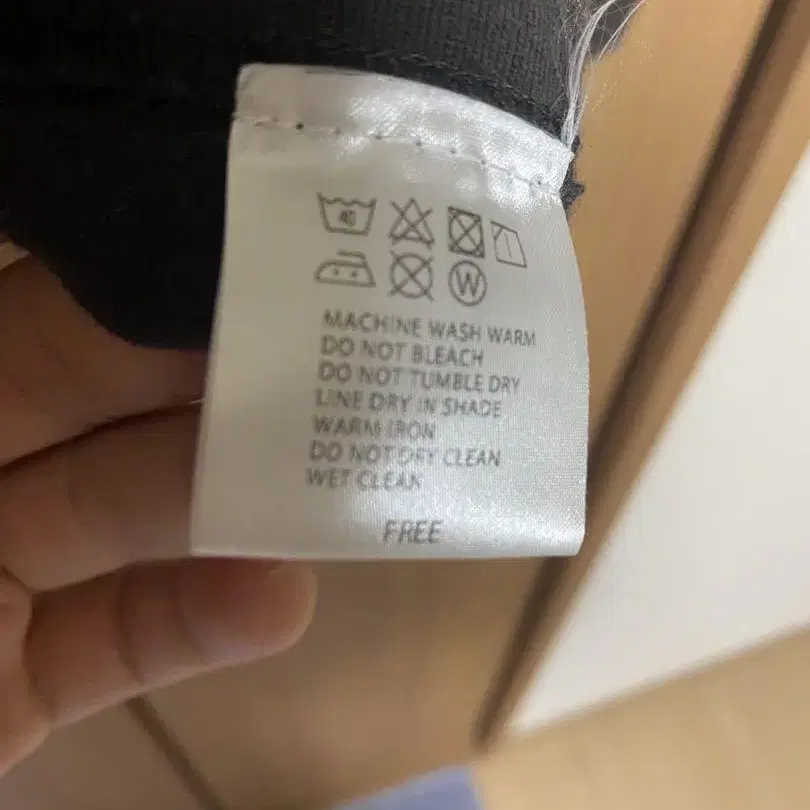 40
W
MACHINE WASH WARM
DO NOT BLEACH
DO NOT TUMBLE DRY
LINE DRY IN SHADE
WARM IRON
DO NOT DRY CLEAN
WET CLEAN
FREE